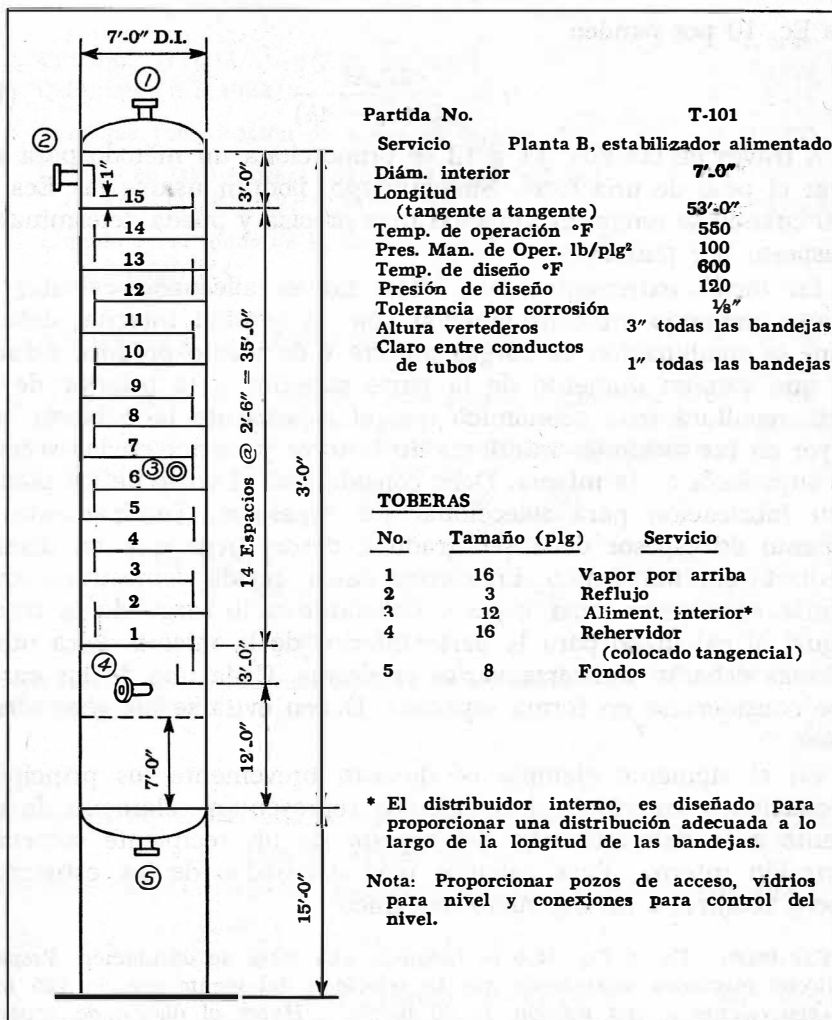 a Ec. 10 por banden
7'-0" D.I.
1
2
1'-0"
3'-0"
15
14
13
12
11
10
9
8
7
6
5
4
3
2
1
3
14 Espacios @ 2'-6" = 35'-0"
3'-0"
3'-0"
4
12'-0"
7'-0"
5
15'-0"
Partida No. T-101
Servicio Planta B, estabilizador alimentado
Diám. interior 7'-0"
Longitud
(tangente a tangente) 53'-0"
Temp. de operación °F 550
Pres. Man. de Oper. lb/plg² 100
Temp. de diseño °F 600
Presión de diseño 120
Tolerancia por corrosión ⅛"
Altura vertederos 3" todas las bandejas
Claro entre conductos
de tubos 1" todas las bandejas
TOBERAS
No. Tamaño (plg) Servicio
1 16 Vapor por arriba
2 3 Reflujo
3 12 Aliment. interior*
4 16 Rehervidor
(colocado tangencial)
5 8 Fondos
* El distribuidor interno, es diseñado para
proporcionar una distribución adecuada a lo
largo de la longitud de las bandejas.
Nota: Proporcionar pozos de acceso, vidrios
para nivel y conexiones para control del
nivel.